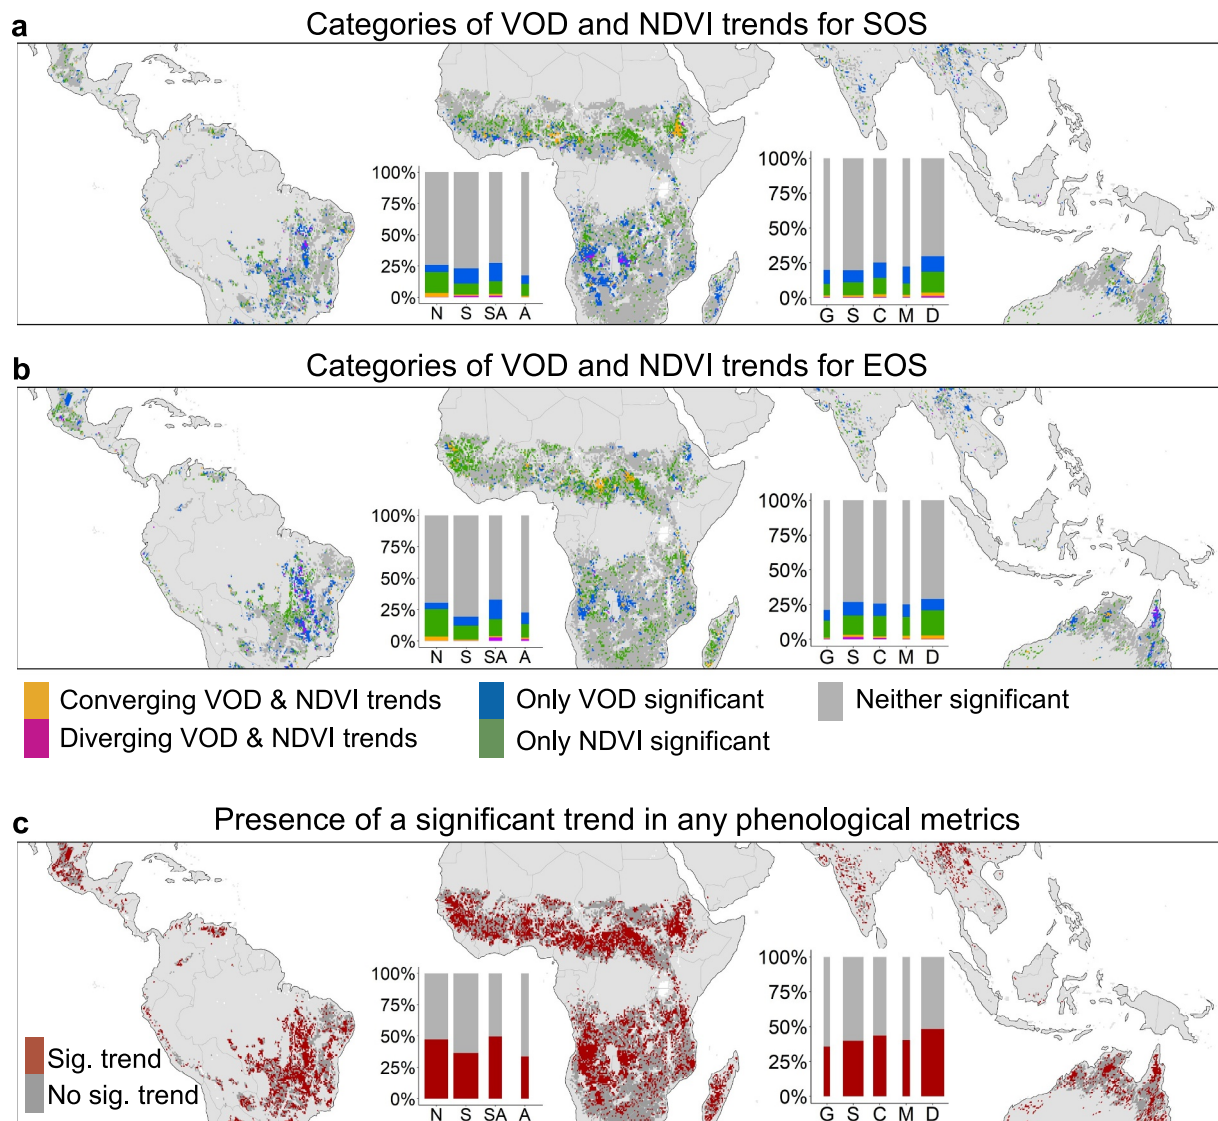 a Categories of VOD and NDVI trends for SOS
100%
75%
50%
25%
0%
N S SA A
100%
75%
50%
25%
0%
G S C M D
b Categories of VOD and NDVI trends for EOS
100%
75%
50%
25%
0%
N S SA A
100%
75%
50%
25%
0%
G S C M D
Converging VOD & NDVI trends
Diverging VOD & NDVI trends
Only VOD significant
Only NDVI significant
Neither significant
c Presence of a significant trend in any phenological metrics
100%
75%
50%
25%
0%
N S SA A
100%
75%
50%
25%
0%
G S C M D
Sig. trend
No sig. trend